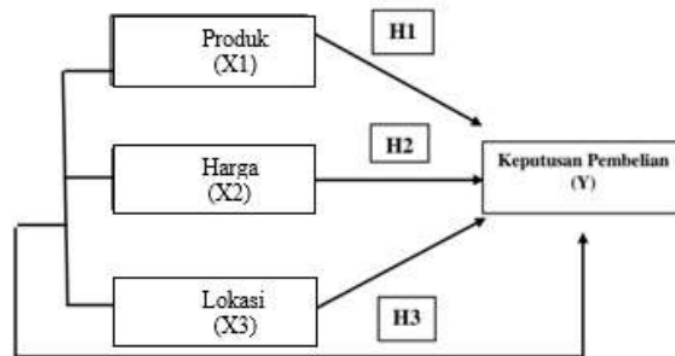 Produk
(X1)
H1
Harga
(X2)
H2
Keputusan Pembelian
(Y)
Lokasi
(X3)
H3